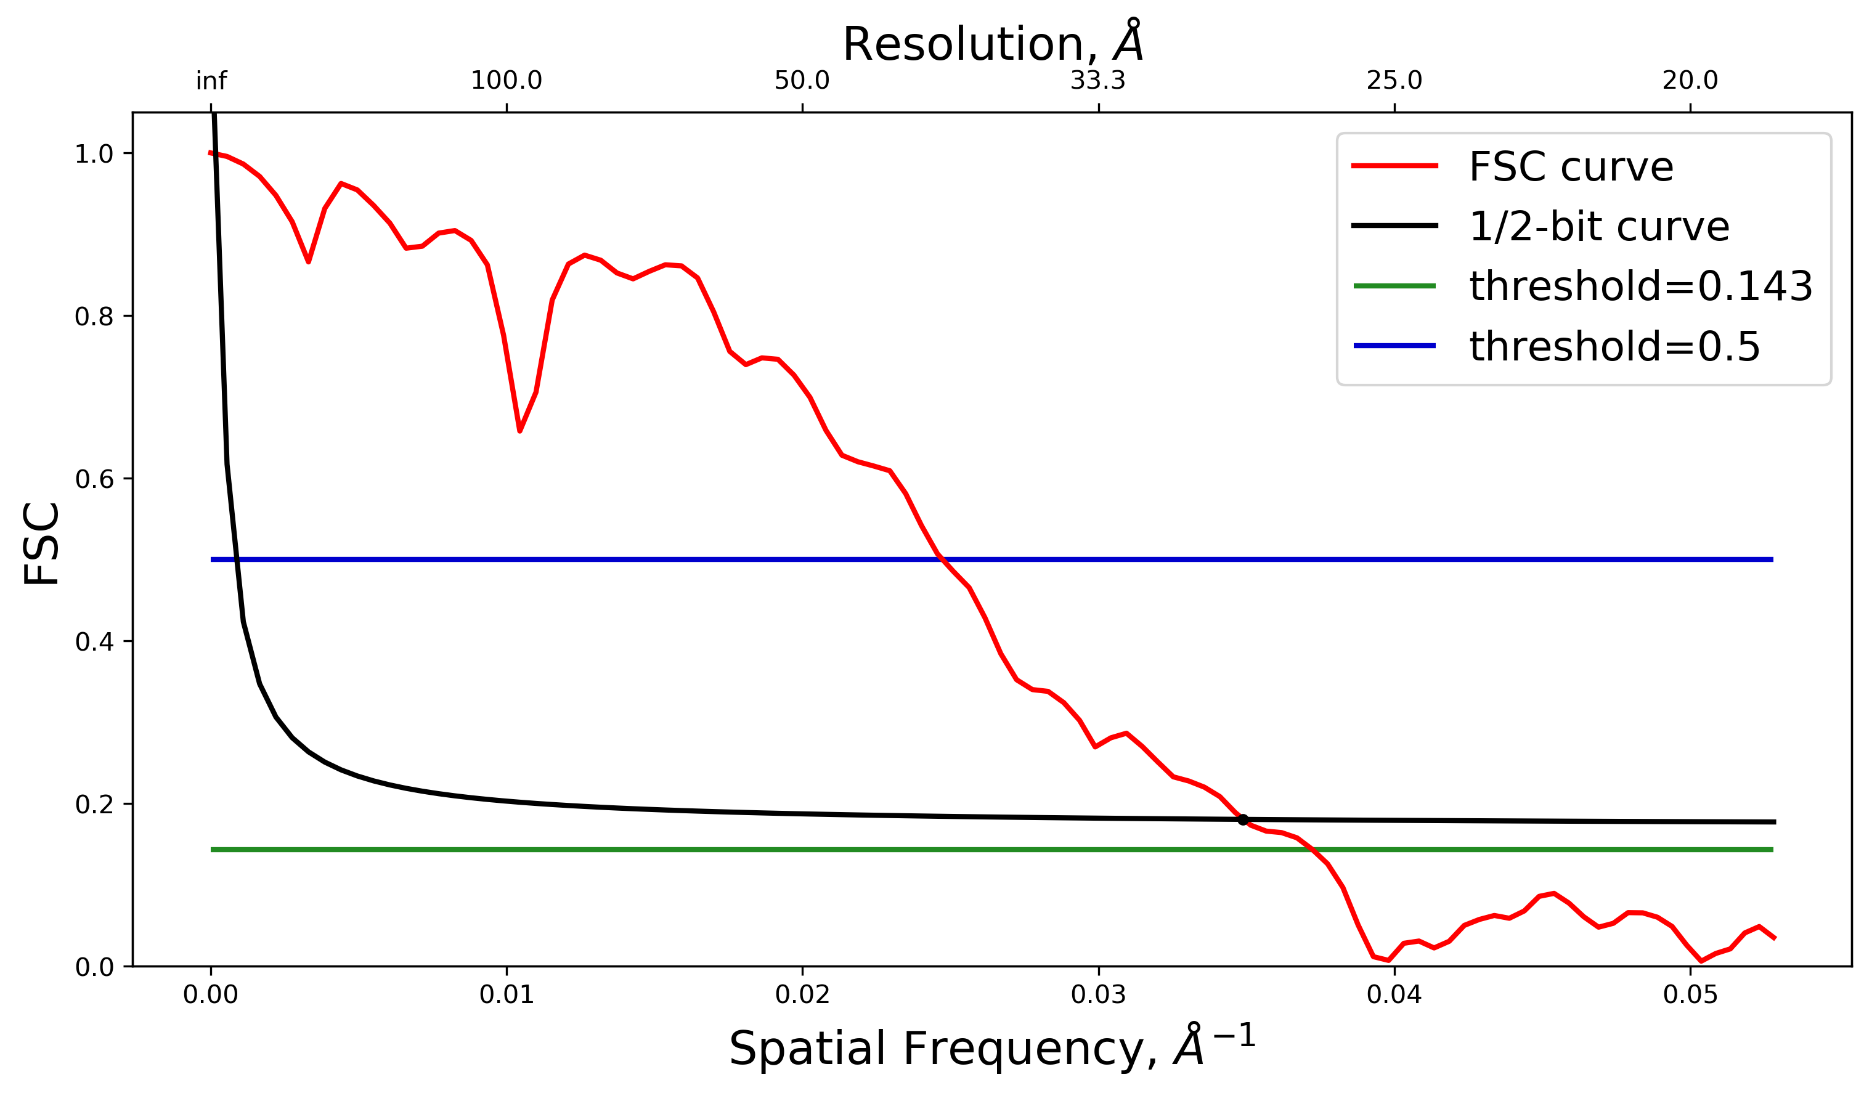 Resolution, Å
inf 100.0 50.0 33.3 25.0 20.0
FSC curve
1/2-bit curve
threshold=0.143
threshold=0.5
1.0
0.8
0.6
0.4
0.2
0.0
FSC
0.00 0.01 0.02 0.03 0.04 0.05
Spatial Frequency, Å⁻¹